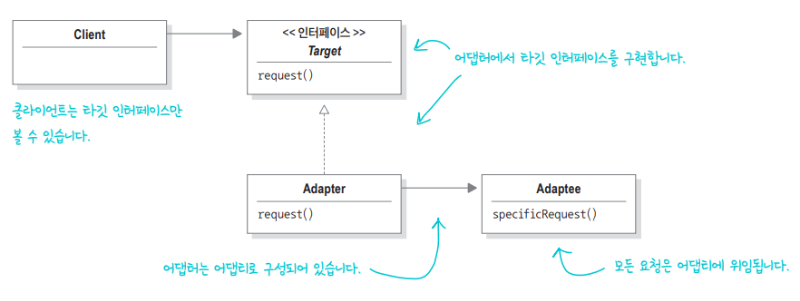 Client
<< 인터페이스 >>
Target
request()
어댑터에서 타깃 인터페이스를 구현합니다.
클라이언트는 타깃 인터페이스만
볼 수 있습니다.
Adapter
request()
Adaptee
specificRequest()
어댑터는 어댑티로 구성되어 있습니다.
모든 요청은 어댑티에 위임됩니다.